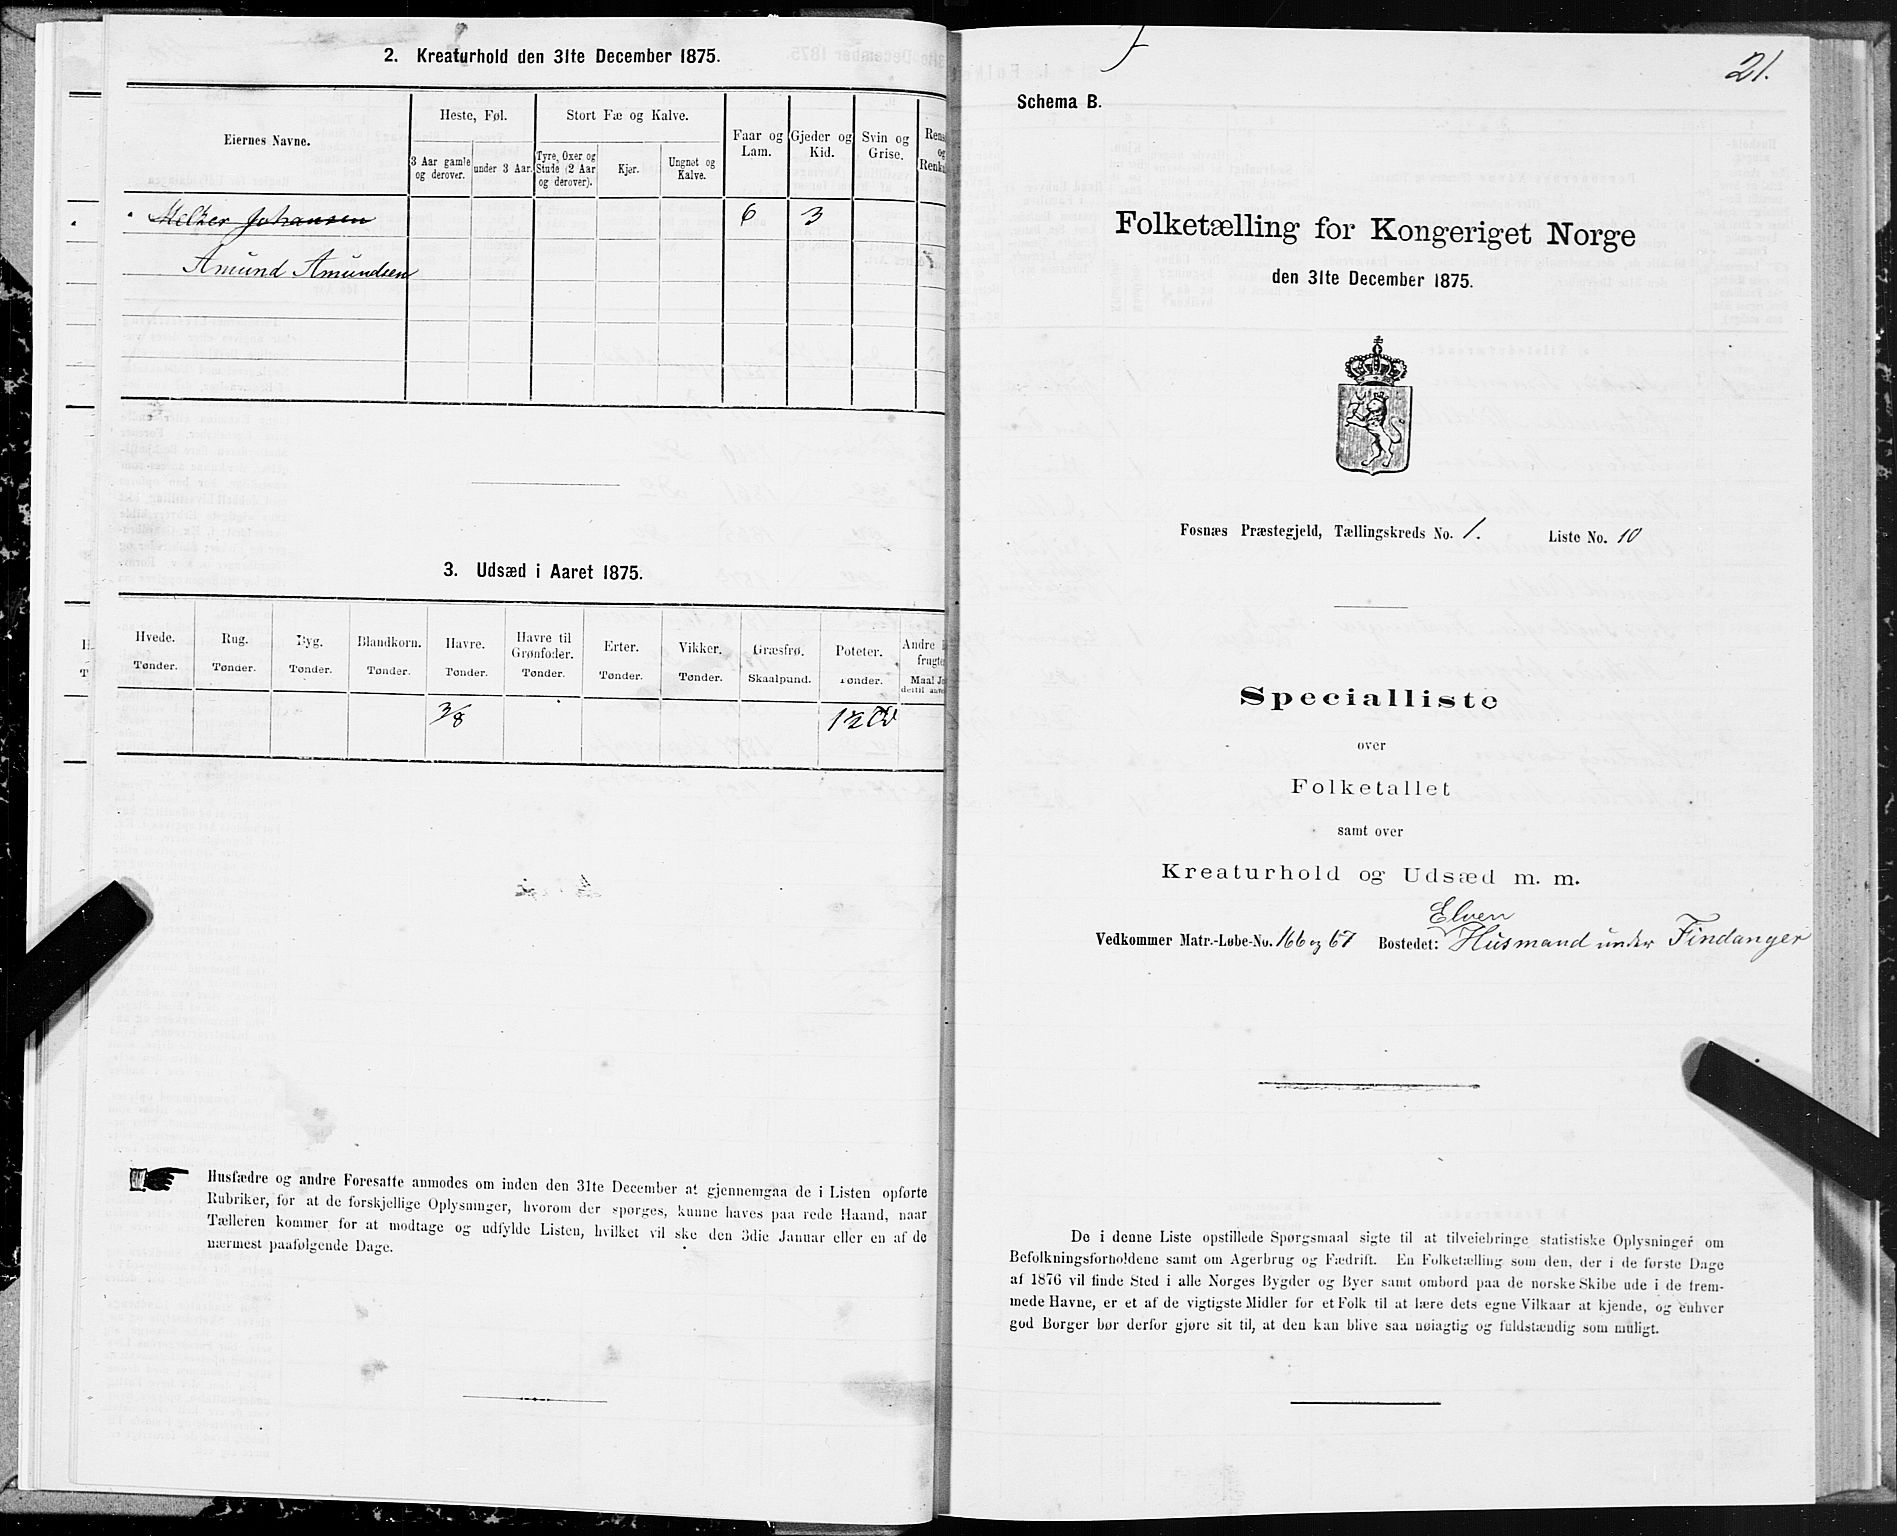 2. Kreaturhold den 31te December 1875.
Eiernes Navne.
Heste, Føl.
Stort Fæ og Kalve.
Faar og Lam.
Gjeder og Kid.
Svin og Grise.
Rens
og
Renka
3 Aar gamle og derover.
under 3 Aar.
Tyre, Oxer og Stude (2 Aar og derover).
Kjør.
Ungnøt og Kalve.
Melker Johansen 6 3
Amund Amundsen
3. Udsæd i Aaret 1875.
Hvede. Rug. Byg. Blandkorn. Havre. Havre til Grønfoder. Erter. Vikker. Græsfrø. Poteter. Andre
frugte
Tønder. Tønder. Tønder. Tønder. Tønder. Tønder. Tønder. Tønder. Skaalpund. Tønder. Maal
3/8 1½
Husfædre og andre Foresatte anmodes om inden den 31te December at gjennemgaa de i Listen opførte
Rubriker, for at de forskjellige Oplysninger, hvorom der spørges, kunne haves paa rede Haand, naar
Tælleren kommer for at modtage og udfylde Listen, hvilket vil ske den 3die Januar eller en af de
nærmest paafølgende Dage.
21.
Schema B.
Folketælling for Kongeriget Norge
den 31te December 1875.
Fosnæs Præstegjeld, Tællingskreds No. 1. Liste No. 10
Specialliste
over
Folketallet
samt over
Kreaturhold og Udsæd m. m.
Elven
Vedkommer Matr.-Løbe-No. 166 og 67 Bostedet: Husmand under Findanger
De i denne Liste opstillede Spørgsmaal sigte til at tilveiebringe statistiske Oplysninger om
Befolkningsforholdene samt om Agerbrug og Fædrift. En Folketælling som den, der i de første Dage
af 1876 vil finde Sted i alle Norges Bygder og Byer samt ombord paa de norske Skibe ude i de frem-
mede Havne, er et af de vigtigste Midler for et Folk til at lære dets egne Vilkaar at kjende, og enhver
god Borger bør derfor gjøre sit til, at den kan blive saa nøiagtig og fuldstændig som muligt.